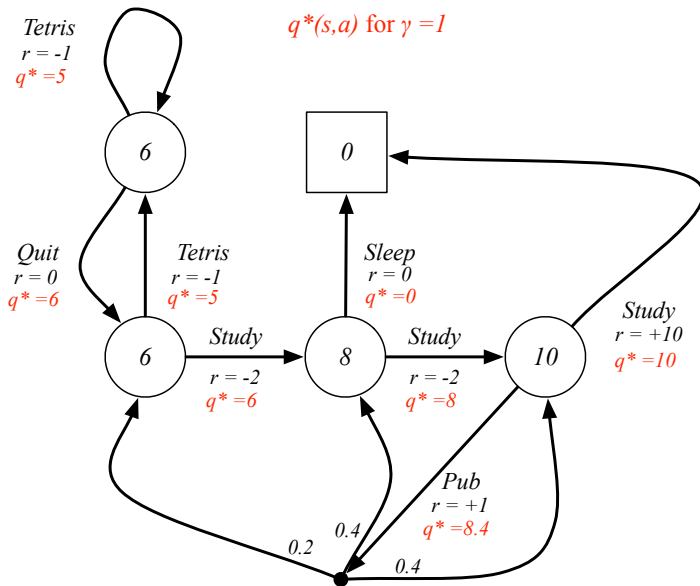 q*(s,a) for γ =1
Tetris
r = -1
q* =5
6
0
Quit
r = 0
q* =6
Tetris
r = -1
q* =5
Sleep
r = 0
q* =0
Study
r = +10
q* =10
6
Study
r = -2
q* =6
8
Study
r = -2
q* =8
10
Pub
r = +1
q* =8.4
0.2
0.4
0.4